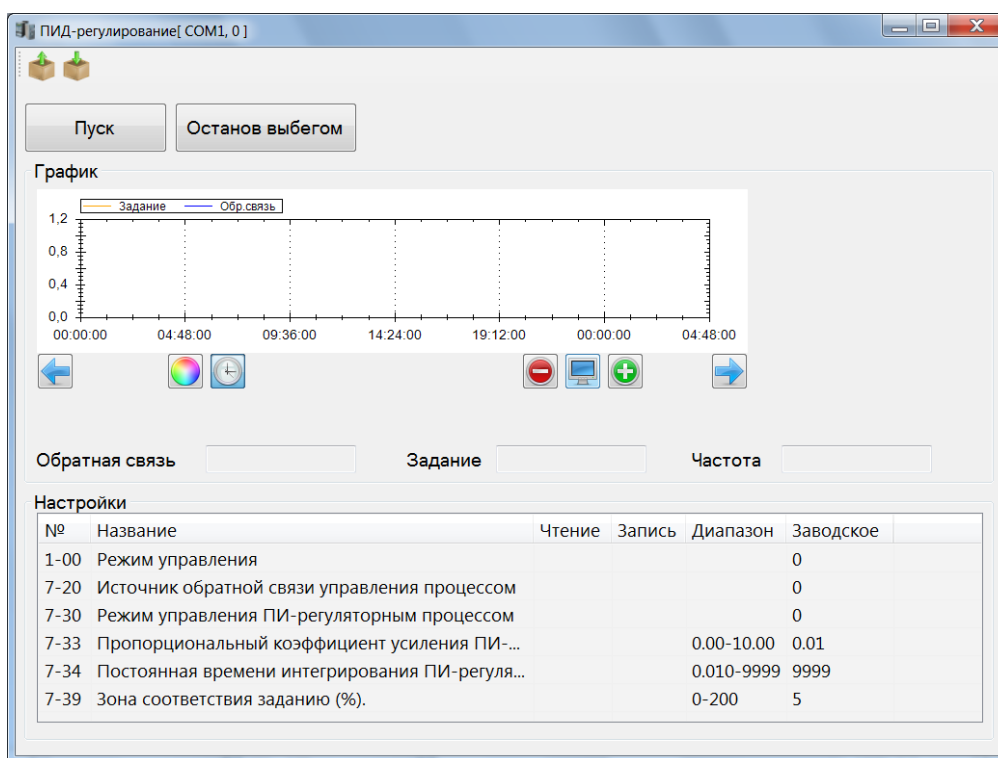 ПИД-регулирование[ COM1, 0 ]
Пуск Останов выбегом
График
Задание Обр.связь
1,2
0,8
0,4
0,0
00:00:00 04:48:00 09:36:00 14:24:00 19:12:00 00:00:00 04:48:00
Обратная связь Задание Частота
Настройки
№ Название Чтение Запись Диапазон Заводское
1-00 Режим управления 0
7-20 Источник обратной связи управления процессом 0
7-30 Режим управления ПИ-регуляторным процессом 0
7-33 Пропорциональный коэффициент усиления ПИ-... 0.00-10.00 0.01
7-34 Постоянная времени интегрирования ПИ-регуля... 0.010-9999 9999
7-39 Зона соответствия заданию (%). 0-200 5